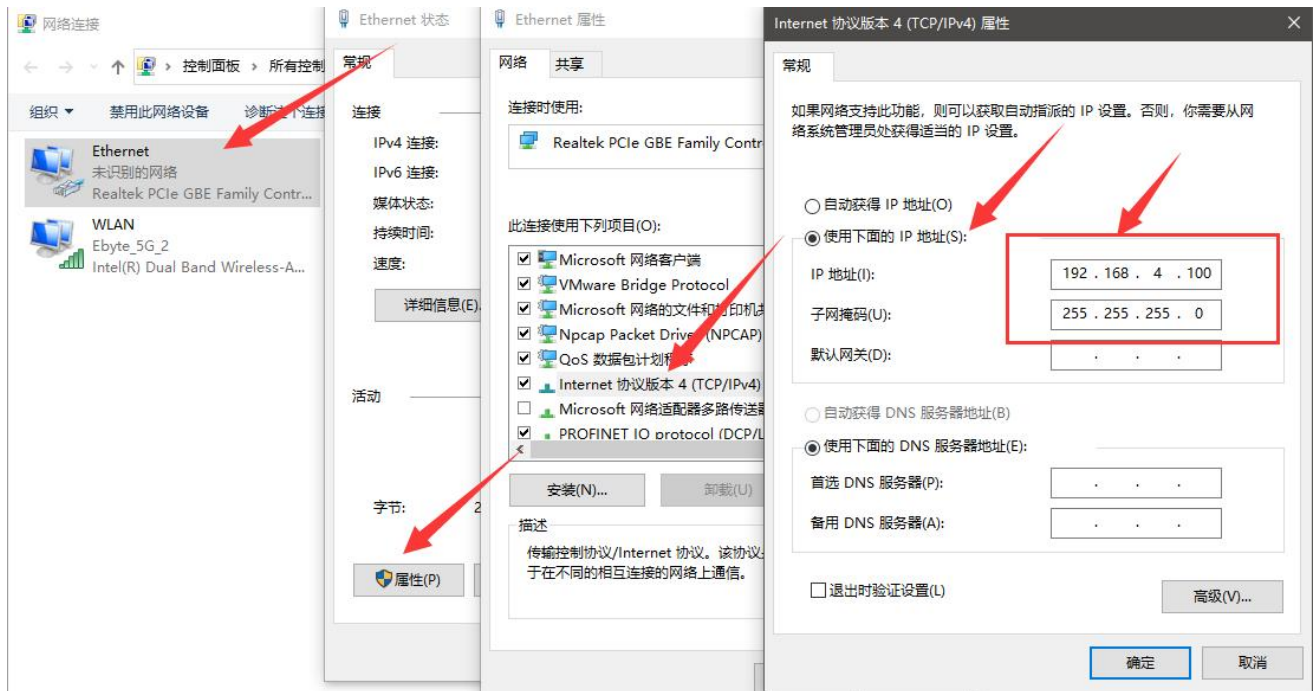 网络连接
控制面板 › 所有控制
组织 禁用此网络设备 诊断这个连接
Ethernet
未识别的网络
Realtek PCIe GBE Family Contr...
WLAN
Ebyte_5G_2
Intel(R) Dual Band Wireless-A...
Ethernet 状态
常规
连接
IPv4 连接:
IPv6 连接:
媒体状态:
持续时间:
速度:
详细信息(E)
活动
字节: 2
属性(P)
Ethernet 属性
网络 共享
连接时使用:
Realtek PCIe GBE Family Contr
此连接使用下列项目(O):
Microsoft 网络客户端
VMware Bridge Protocol
Microsoft 网络的文件和打印机共
Npcap Packet Driver (NPCAP)
QoS 数据包计划程序
Internet 协议版本 4 (TCP/IPv4)
Microsoft 网络适配器多路传送器
PROFINET IO protocol (DCP/L
安装(N)... 卸载(U)
描述
传输控制协议/Internet 协议。该协议
于在不同的相互连接的网络上通信。
Internet 协议版本 4 (TCP/IPv4) 属性
常规
如果网络支持此功能，则可以获取自动指派的 IP 设置。否则，你需要从网
络系统管理员处获得适当的 IP 设置。
自动获得 IP 地址(O)
使用下面的 IP 地址(S):
IP 地址(I): 192 . 168 . 4 . 100
子网掩码(U): 255 . 255 . 255 . 0
默认网关(D): . . .
自动获得 DNS 服务器地址(B)
使用下面的 DNS 服务器地址(E):
首选 DNS 服务器(P): . . .
备用 DNS 服务器(A): . . .
退出时验证设置(L)
高级(V)...
确定 取消